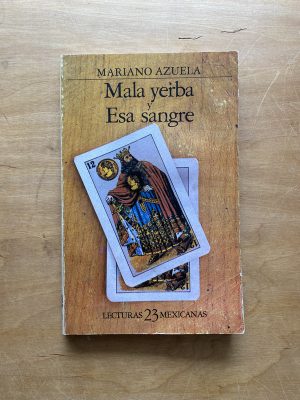 MARIANO AZUELA
Mala yerba
y
Esa sangre
12
LECTURAS 23 MEXICANAS